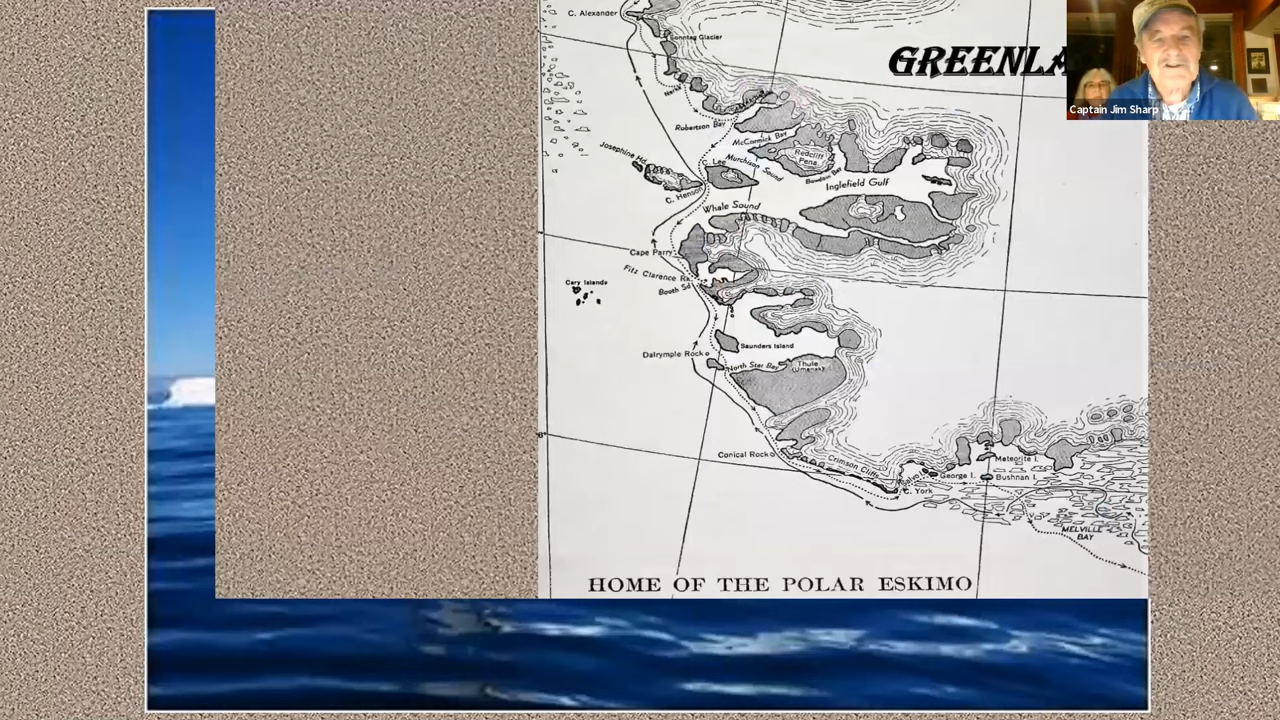 C. Alexander
Sonntag Glacier
GREENLA
Captain Jim Sharp
Neirk
Robertson Bay
McCormick Bay
Josephine Hd.
Redcliff
Pena.
Lee
Murchison Sound
Bowdoin Bay
C. Henson
Inglefield Gulf
Whale Sound
Cape Parry
Fitz Clarence Rk.
Booth Sd.
Cary Islands
Saunders Island
Dalrymple Rock
North Star Bay
Thule
(Umanak)
Conical Rock
Crimson Cliffs
Meteorite I.
George I.
Bushnan I.
C. York
MELVILLE
BAY
HOME OF THE POLAR ESKIMO